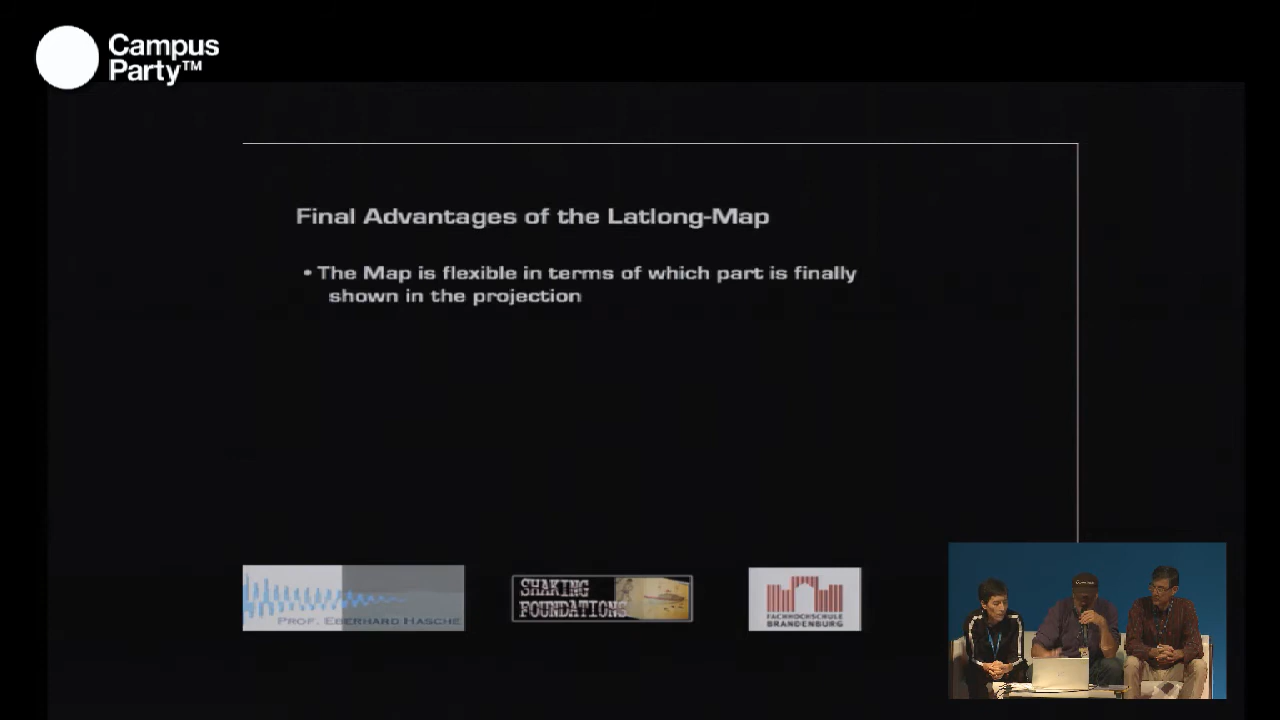 Campus
Party™
Final Advantages of the Latlong-Map
• The Map is flexible in terms of which part is finally
shown in the projection
PROF. EBERHARD HASCHE
SHAKING
FOUNDATIONS
FACHHOCHSCHULE
BRANDENBURG